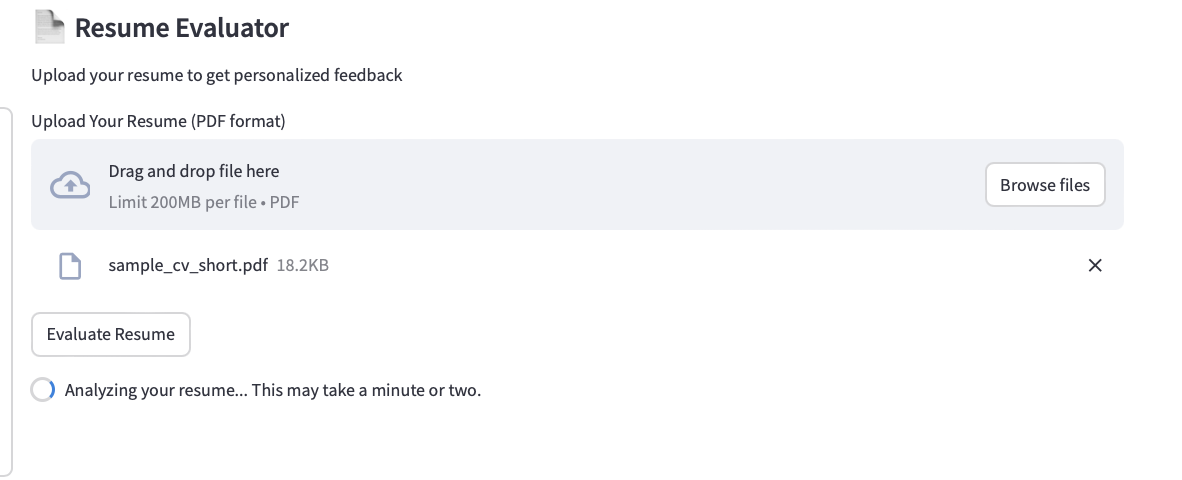 Resume Evaluator
Upload your resume to get personalized feedback
Upload Your Resume (PDF format)
Drag and drop file here
Limit 200MB per file • PDF
Browse files
sample_cv_short.pdf 18.2KB
Evaluate Resume
Analyzing your resume... This may take a minute or two.